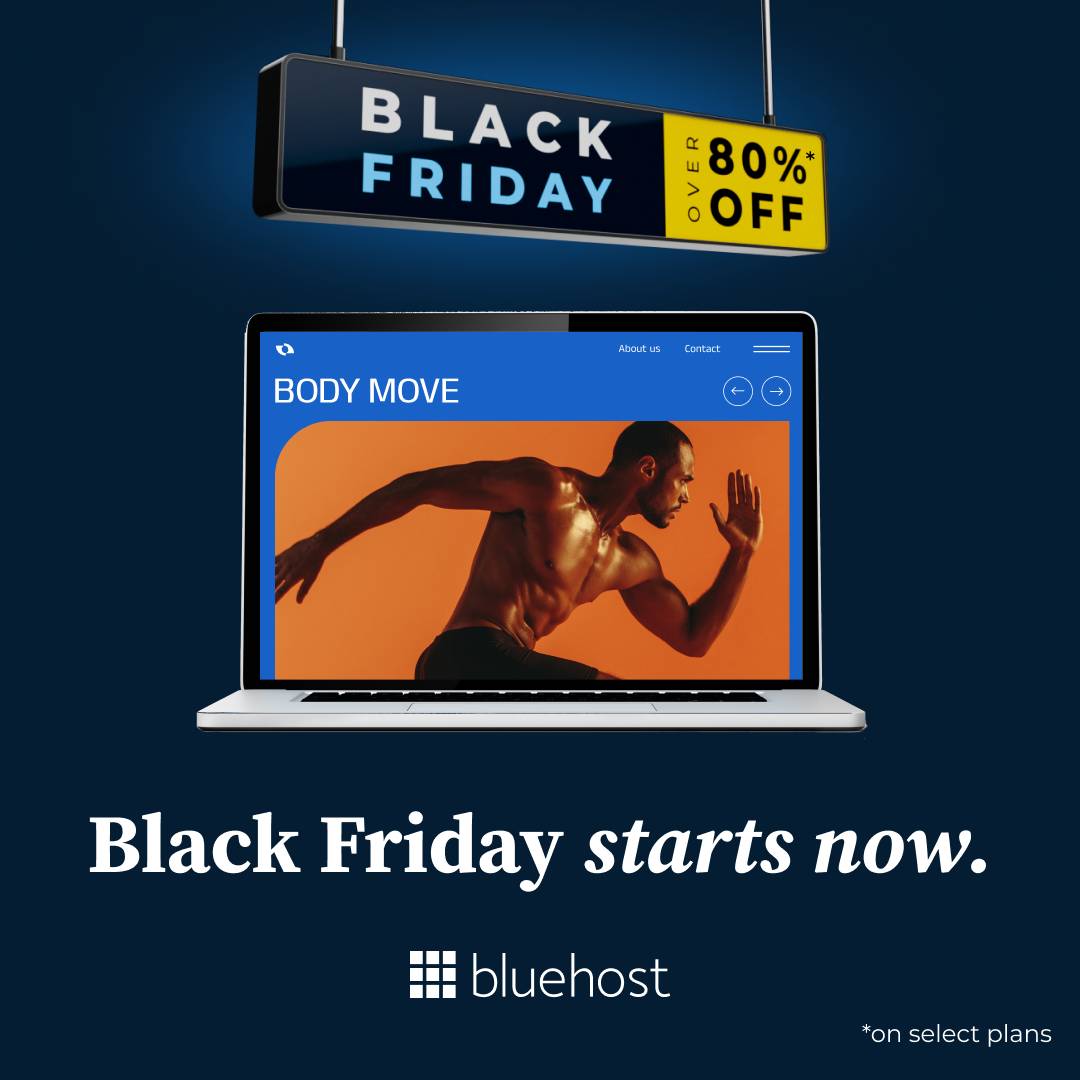 BLACK
FRIDAY
OVER
80%*
OFF
About us
Contact
BODY MOVE
Black Friday starts now.
bluehost
*on select plans